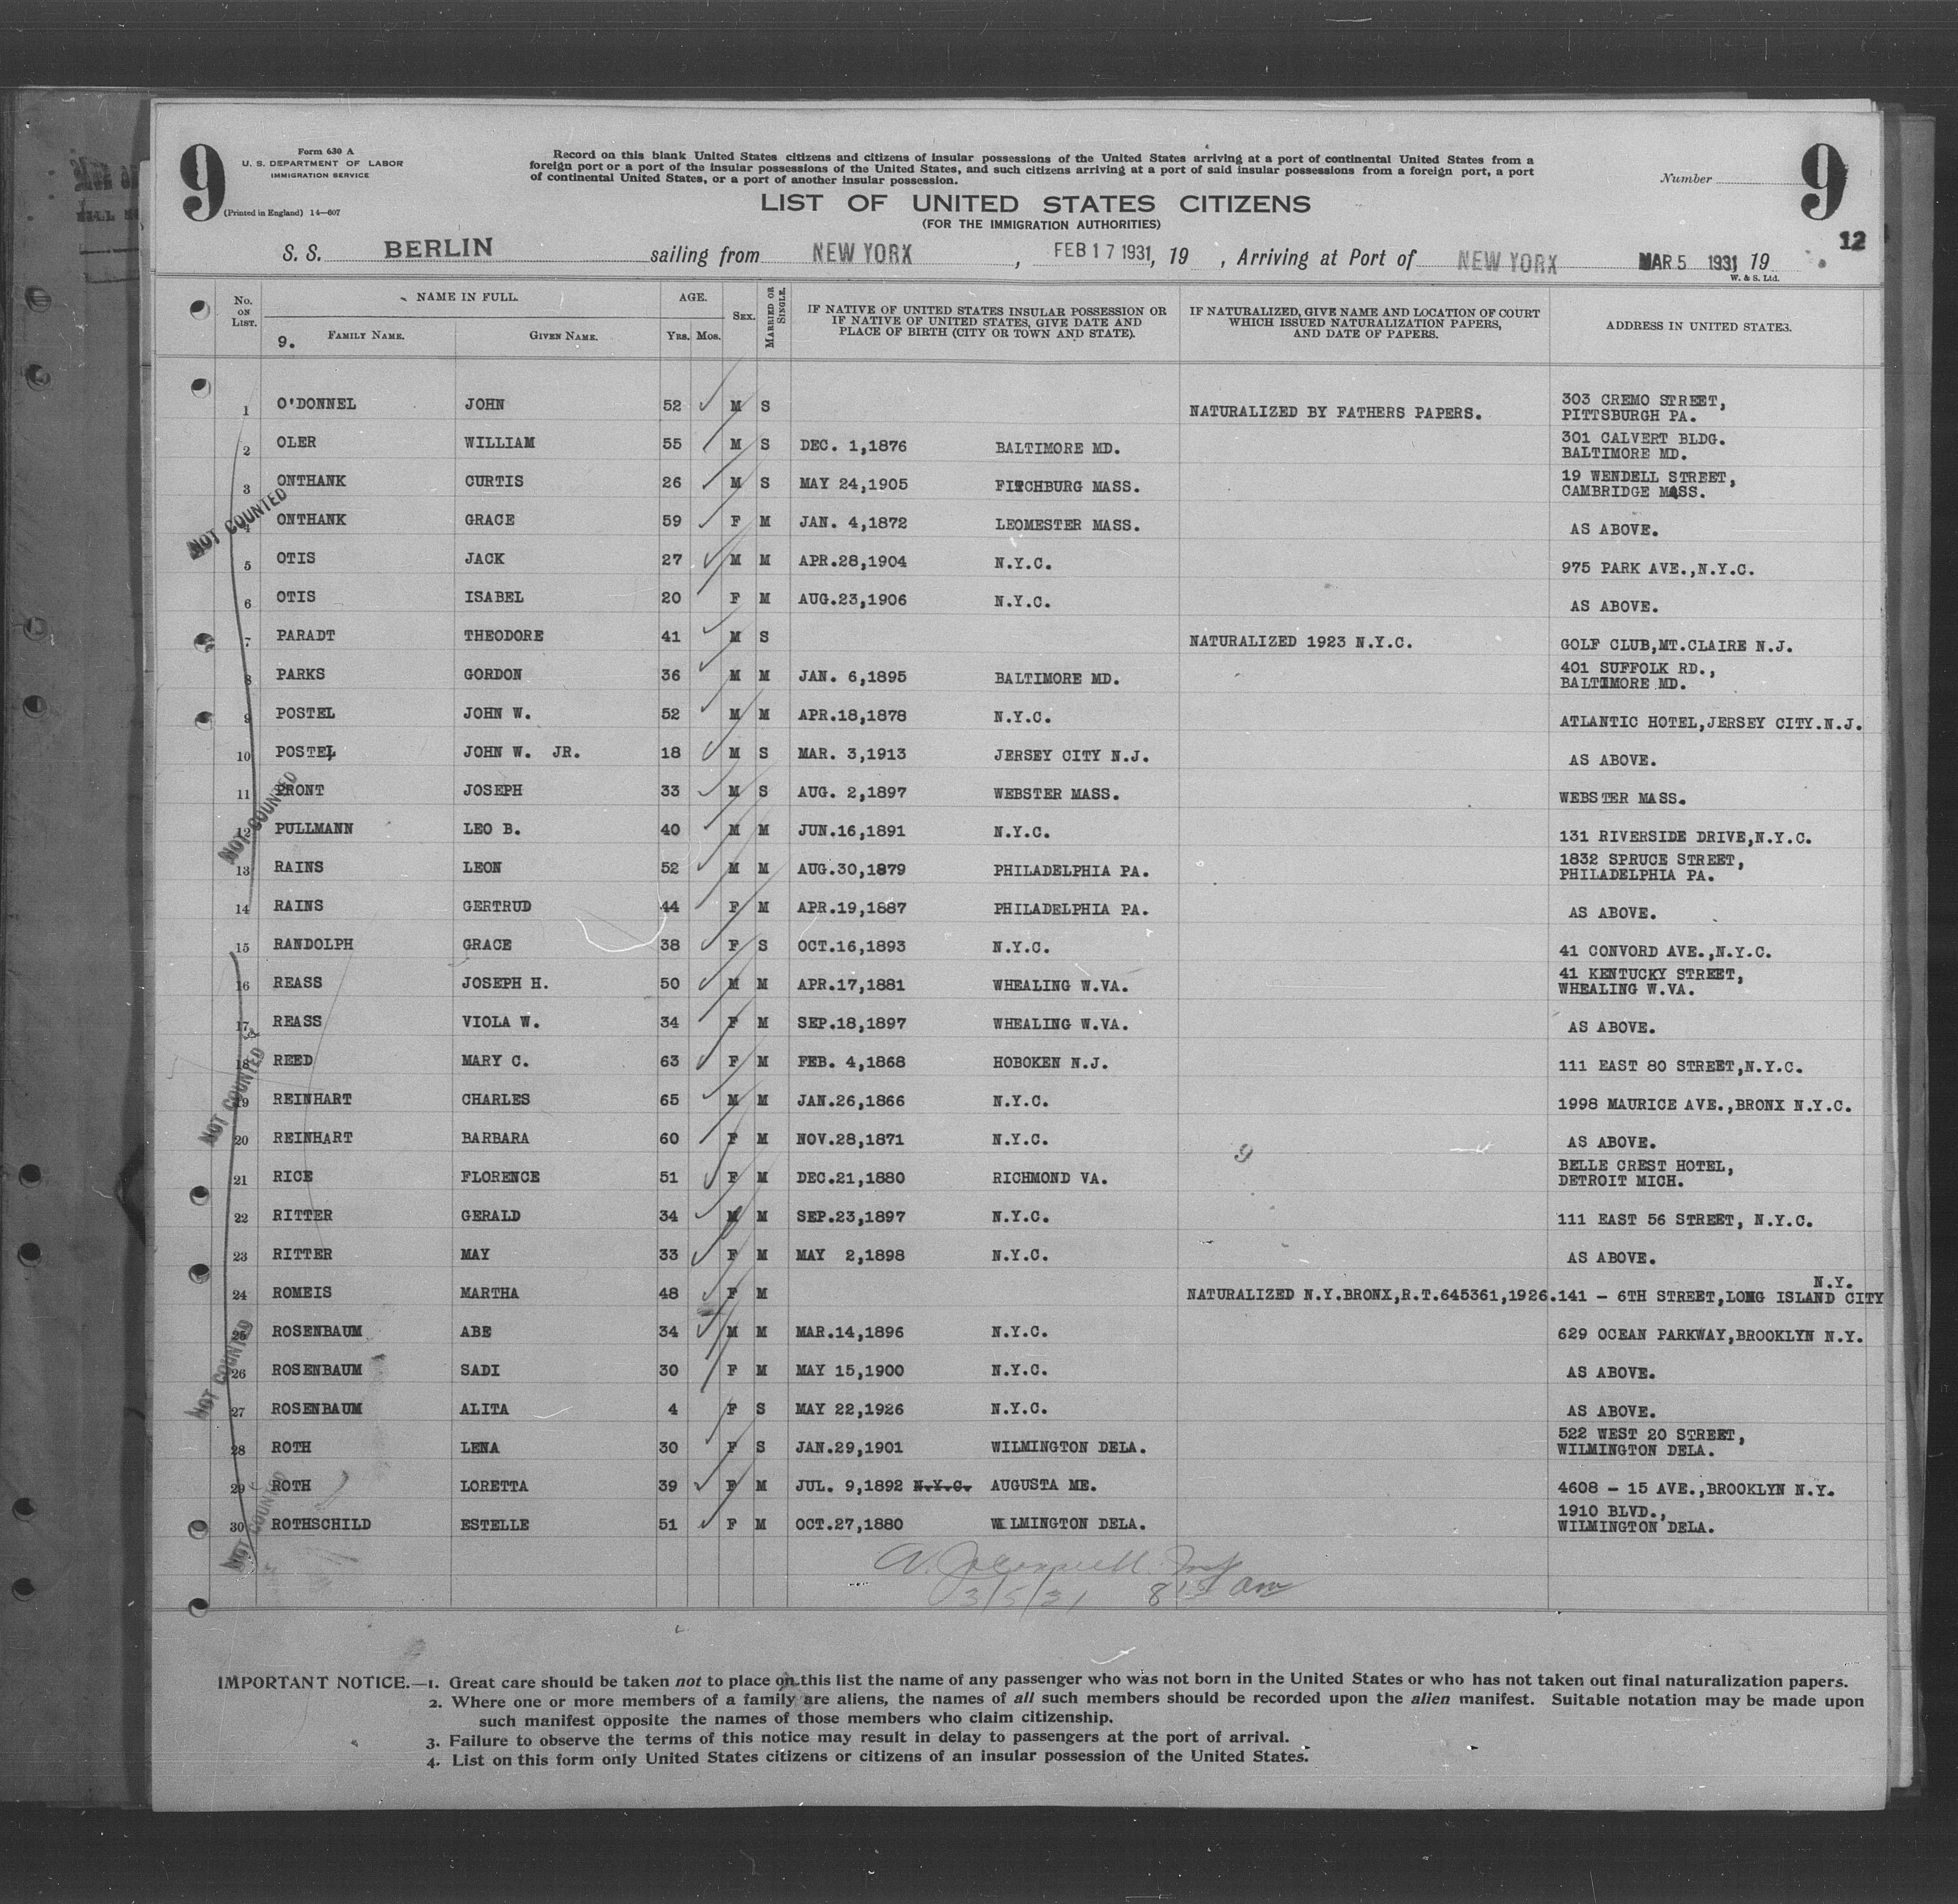 9
Form 630 A
U. S. DEPARTMENT OF LABOR
IMMIGRATION SERVICE
(Printed in England) 14—607
Record on this blank United States citizens and citizens of insular possessions of the United States arriving at a port of continental United States from a
foreign port or a port of the insular possessions of the United States, and such citizens arriving at a port of said insular possessions from a foreign port, a port
of continental United States, or a port of another insular possession.
Number
9
LIST OF UNITED STATES CITIZENS
(FOR THE IMMIGRATION AUTHORITIES)
12
S. S. BERLIN sailing from NEW YORK, FEB 17 1931, 19 , Arriving at Port of NEW YORK MAR 5 1931 19
W. & S. Ltd.
No. ON LIST. NAME IN FULL. AGE. SEX. MARRIED OR SINGLE. IF NATIVE OF UNITED STATES INSULAR POSSESSION OR IF NATIVE OF UNITED STATES, GIVE DATE AND PLACE OF BIRTH (CITY OR TOWN AND STATE). IF NATURALIZED, GIVE NAME AND LOCATION OF COURT WHICH ISSUED NATURALIZATION PAPERS, AND DATE OF PAPERS. ADDRESS IN UNITED STATES.
9. FAMILY NAME. GIVEN NAME. YRS. MOS.
1 O'DONNEL JOHN 52 M S NATURALIZED BY FATHERS PAPERS. 303 CREMO STREET, PITTSBURGH PA.
2 OLER WILLIAM 55 M S DEC. 1,1876 BALTIMORE MD. 301 CALVERT BLDG. BALTIMORE MD.
3 ONTHANK CURTIS 26 M S MAY 24,1905 FITCHBURG MASS. 19 WENDELL STREET, CAMBRIDGE MASS.
4 ONTHANK GRACE 59 F M JAN. 4,1872 LEOMESTER MASS. AS ABOVE.
5 OTIS JACK 27 M M APR.28,1904 N.Y.C. 975 PARK AVE.,N.Y.C.
6 OTIS ISABEL 20 F M AUG.23,1906 N.Y.C. AS ABOVE.
7 PARADT THEODORE 41 M S NATURALIZED 1923 N.Y.C. GOLF CLUB,MT.CLAIRE N.J.
8 PARKS GORDON 36 M M JAN. 6,1895 BALTIMORE MD. 401 SUFFOLK RD., BALTIMORE MD.
9 POSTEL JOHN W. 52 M M APR.18,1878 N.Y.C. ATLANTIC HOTEL,JERSEY CITY.N.J.
10 POSTEL JOHN W. JR. 18 M S MAR. 3,1913 JERSEY CITY N.J. AS ABOVE.
11 PRONT JOSEPH 33 M S AUG. 2,1897 WEBSTER MASS. WEBSTER MASS.
12 PULLMANN LEO B. 40 M M JUN.16,1891 N.Y.C. 131 RIVERSIDE DRIVE,N.Y.C.
13 RAINS LEON 52 M M AUG.30,1879 PHILADELPHIA PA. 1832 SPRUCE STREET, PHILADELPHIA PA.
14 RAINS GERTRUD 44 F M APR.19,1887 PHILADELPHIA PA. AS ABOVE.
15 RANDOLPH GRACE 38 F S OCT.16,1893 N.Y.C. 41 CONVORD AVE.,N.Y.C.
16 REASS JOSEPH H. 50 M M APR.17,1881 WHEALING W.VA. 41 KENTUCKY STREET, WHEALING W.VA.
17 REASS VIOLA W. 34 F M SEP.18,1897 WHEALING W.VA. AS ABOVE.
18 REED MARY C. 63 F M FEB. 4,1868 HOBOKEN N.J. 111 EAST 80 STREET,N.Y.C.
19 REINHART CHARLES 65 M M JAN.26,1866 N.Y.C. 1998 MAURICE AVE.,BRONX N.Y.C.
20 REINHART BARBARA 60 F M NOV.28,1871 N.Y.C. AS ABOVE.
9
21 RICE FLORENCE 51 F M DEC.21,1880 RICHMOND VA. BELLE CREST HOTEL, DETROIT MICH.
22 RITTER GERALD 34 M M SEP.23,1897 N.Y.C. 111 EAST 56 STREET, N.Y.C.
23 RITTER MAY 33 F M MAY 2,1898 N.Y.C. AS ABOVE.
24 ROMEIS MARTHA 48 F M NATURALIZED N.Y.BRONX,R.T.645361,1926. 141 - 6TH STREET,LONG ISLAND CITY N.Y.
25 ROSENBAUM ABE 34 M M MAR.14,1896 N.Y.C. 629 OCEAN PARKWAY,BROOKLYN N.Y.
26 ROSENBAUM SADI 30 F M MAY 15,1900 N.Y.C. AS ABOVE.
27 ROSENBAUM ALITA 4 F S MAY 22,1926 N.Y.C. AS ABOVE.
28 ROTH LENA 30 F S JAN.29,1901 WILMINGTON DELA. 522 WEST 20 STREET, WILMINGTON DELA.
29 ROTH LORETTA 39 F M JUL. 9,1892 N.Y.C. AUGUSTA ME. 4608 - 15 AVE.,BROOKLYN N.Y.
30 ROTHSCHILD ESTELLE 51 F M OCT.27,1880 WILMINGTON DELA. 1910 BLVD., WILMINGTON DELA.
NOT COUNTED
NOT COUNTED
NOT COUNTED
NOT COUNTED
NOT COUNTED
3/5/31 8 15 am
IMPORTANT NOTICE.—1. Great care should be taken not to place on this list the name of any passenger who was not born in the United States or who has not taken out final naturalization papers.
2. Where one or more members of a family are aliens, the names of all such members should be recorded upon the alien manifest. Suitable notation may be made upon
such manifest opposite the names of those members who claim citizenship.
3. Failure to observe the terms of this notice may result in delay to passengers at the port of arrival.
4. List on this form only United States citizens or citizens of an insular possession of the United States.